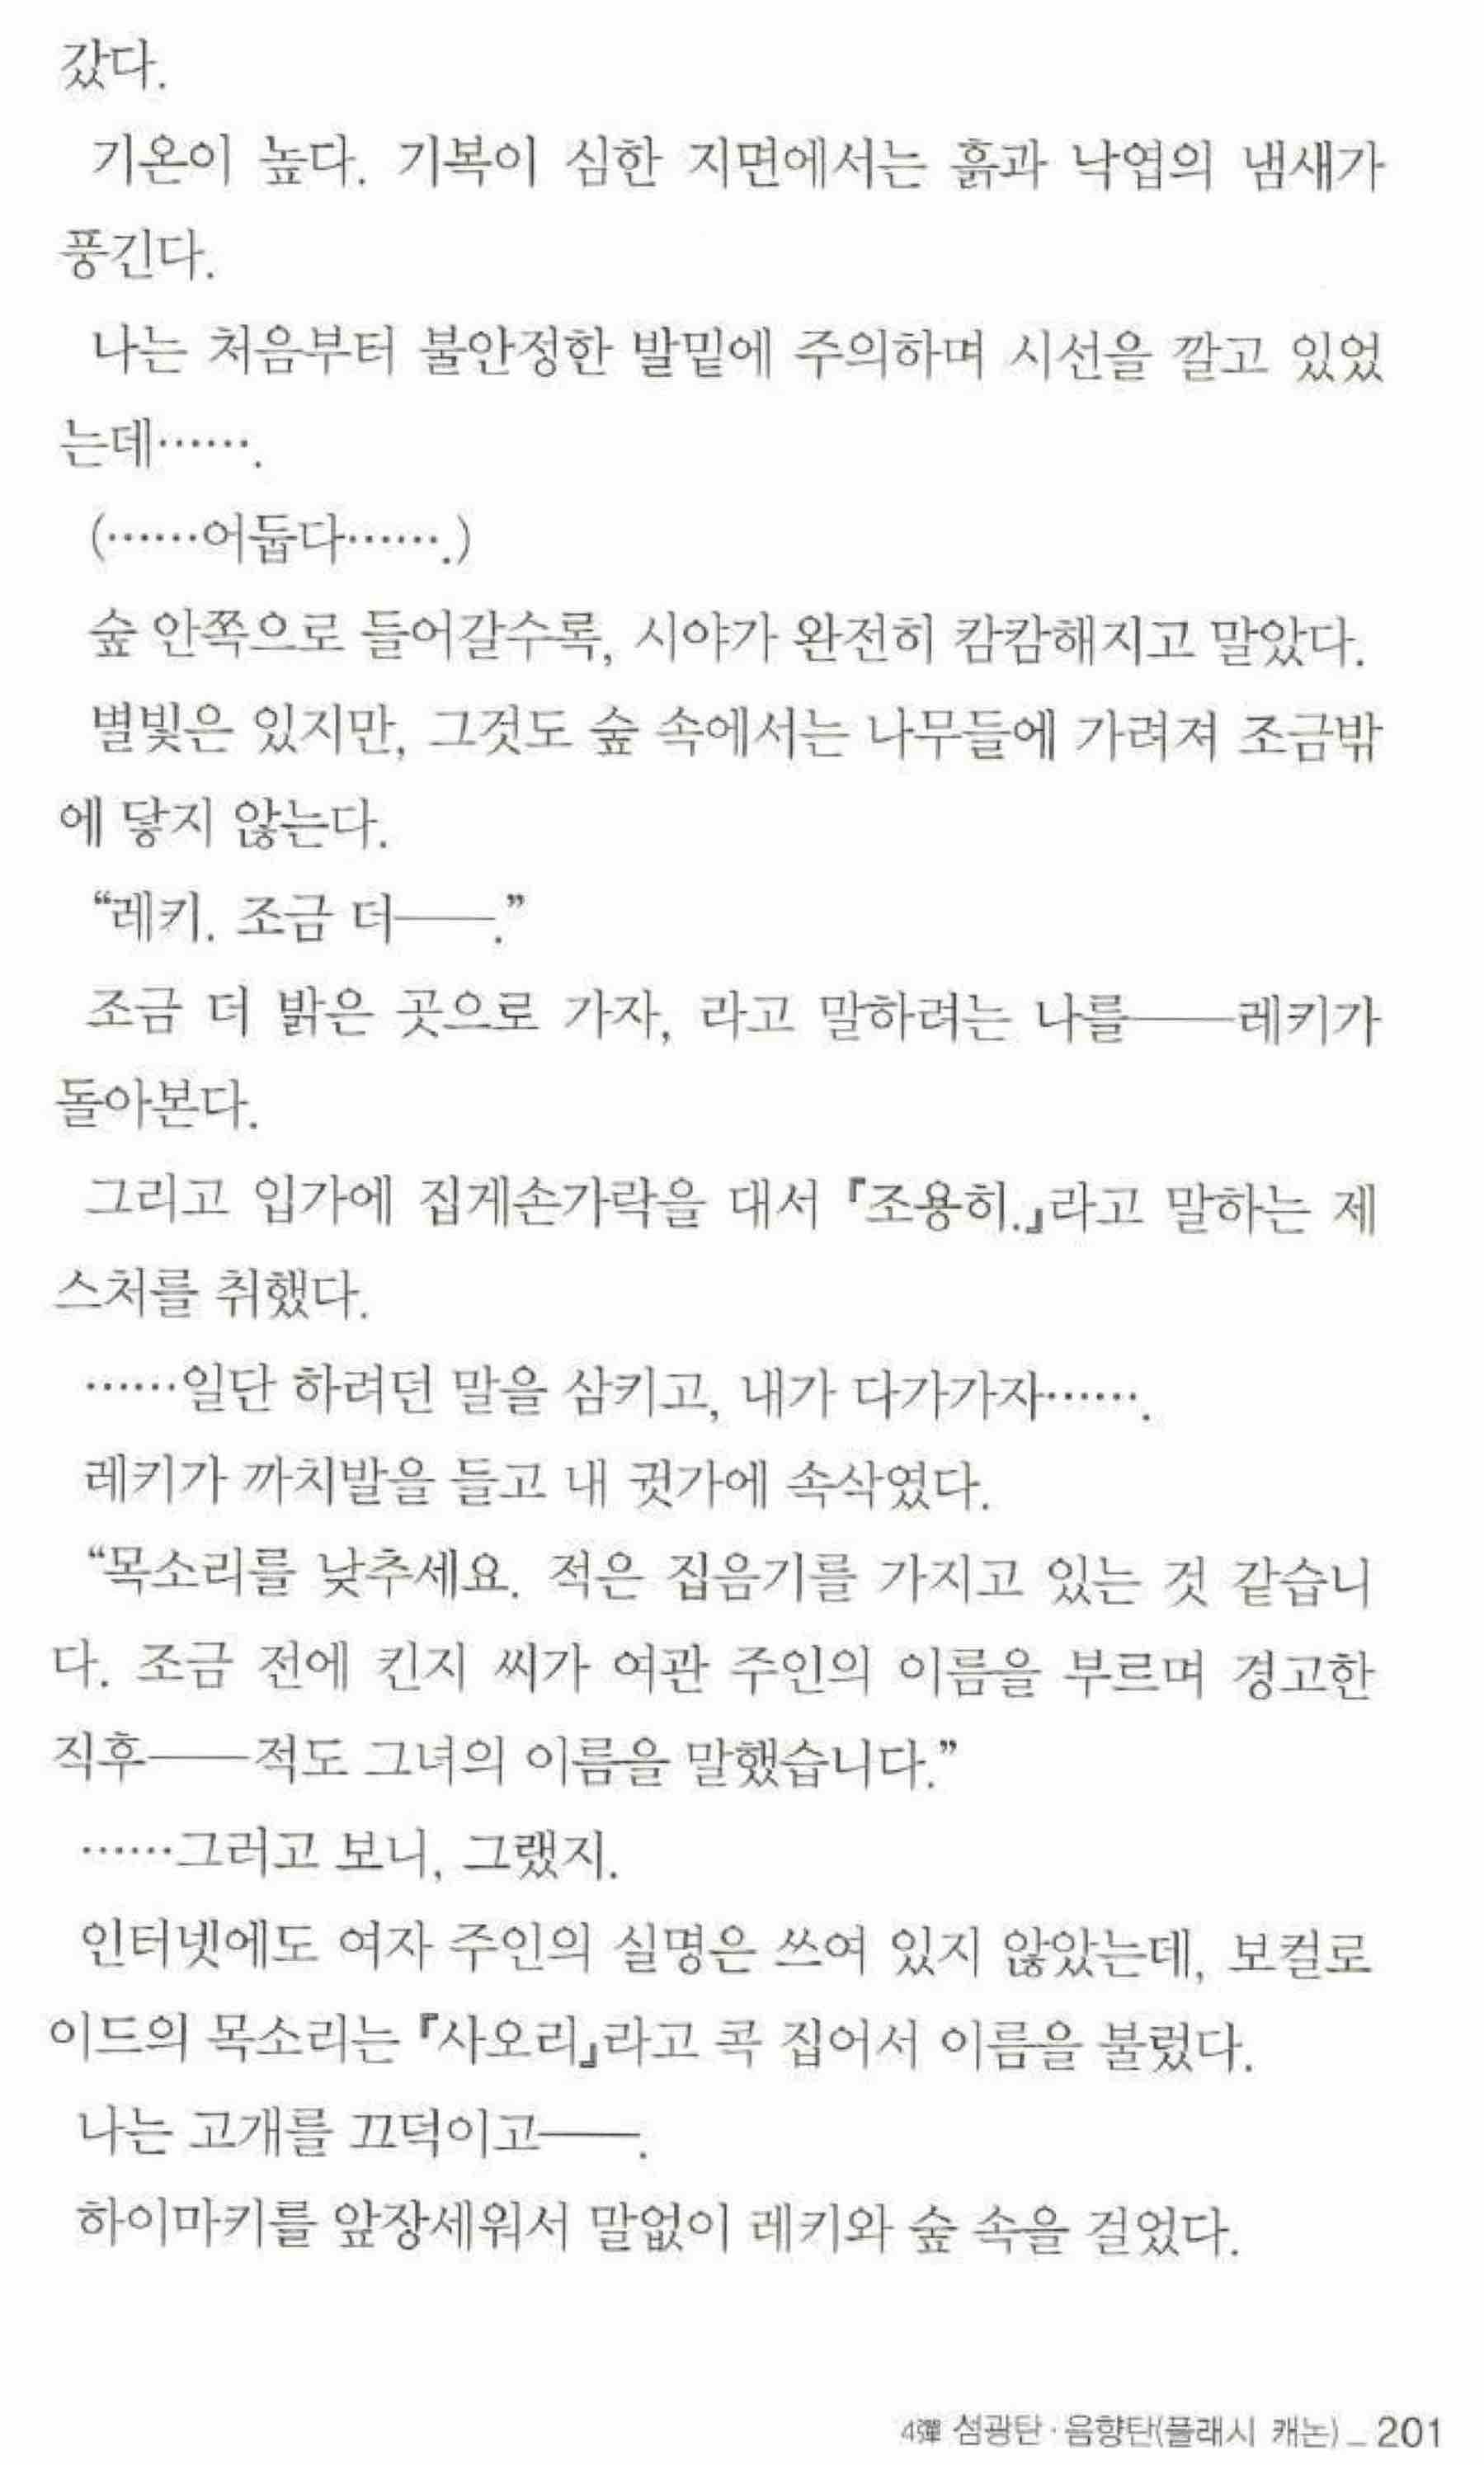 갔다.
기온이 높다. 기복이 심한 지면에서는 흙과 낙엽의 냄새가
풍긴다.
나는 처음부터 불안정한 발밑에 주의하며 시선을 깔고 있었
는데…….
(……어둡다…….)
숲 안쪽으로 들어갈수록, 시야가 완전히 캄캄해지고 말았다.
별빛은 있지만, 그것도 숲 속에서는 나무들에 가려져 조금밖
에 닿지 않는다.
“레키. 조금 더──.”
조금 더 밝은 곳으로 가자, 라고 말하려는 나를──레키가
돌아본다.
그리고 입가에 집게손가락을 대서 『조용히.』라고 말하는 제
스처를 취했다.
……일단 하려던 말을 삼키고, 내가 다가가자…….
레키가 까치발을 들고 내 귓가에 속삭였다.
“목소리를 낮추세요. 적은 집음기를 가지고 있는 것 같습니
다. 조금 전에 킨지 씨가 여관 주인의 이름을 부르며 경고한
직후──적도 그녀의 이름을 말했습니다.”
……그러고 보니, 그랬지.
인터넷에도 여자 주인의 실명은 쓰여 있지 않았는데, 보컬로
이드의 목소리는 『사오리』라고 콕 집어서 이름을 불렀다.
나는 고개를 끄덕이고──.
하이마키를 앞장세워서 말없이 레키와 숲 속을 걸었다.
4彈 섬광탄·음향탄(플래시 캐논) _ 201